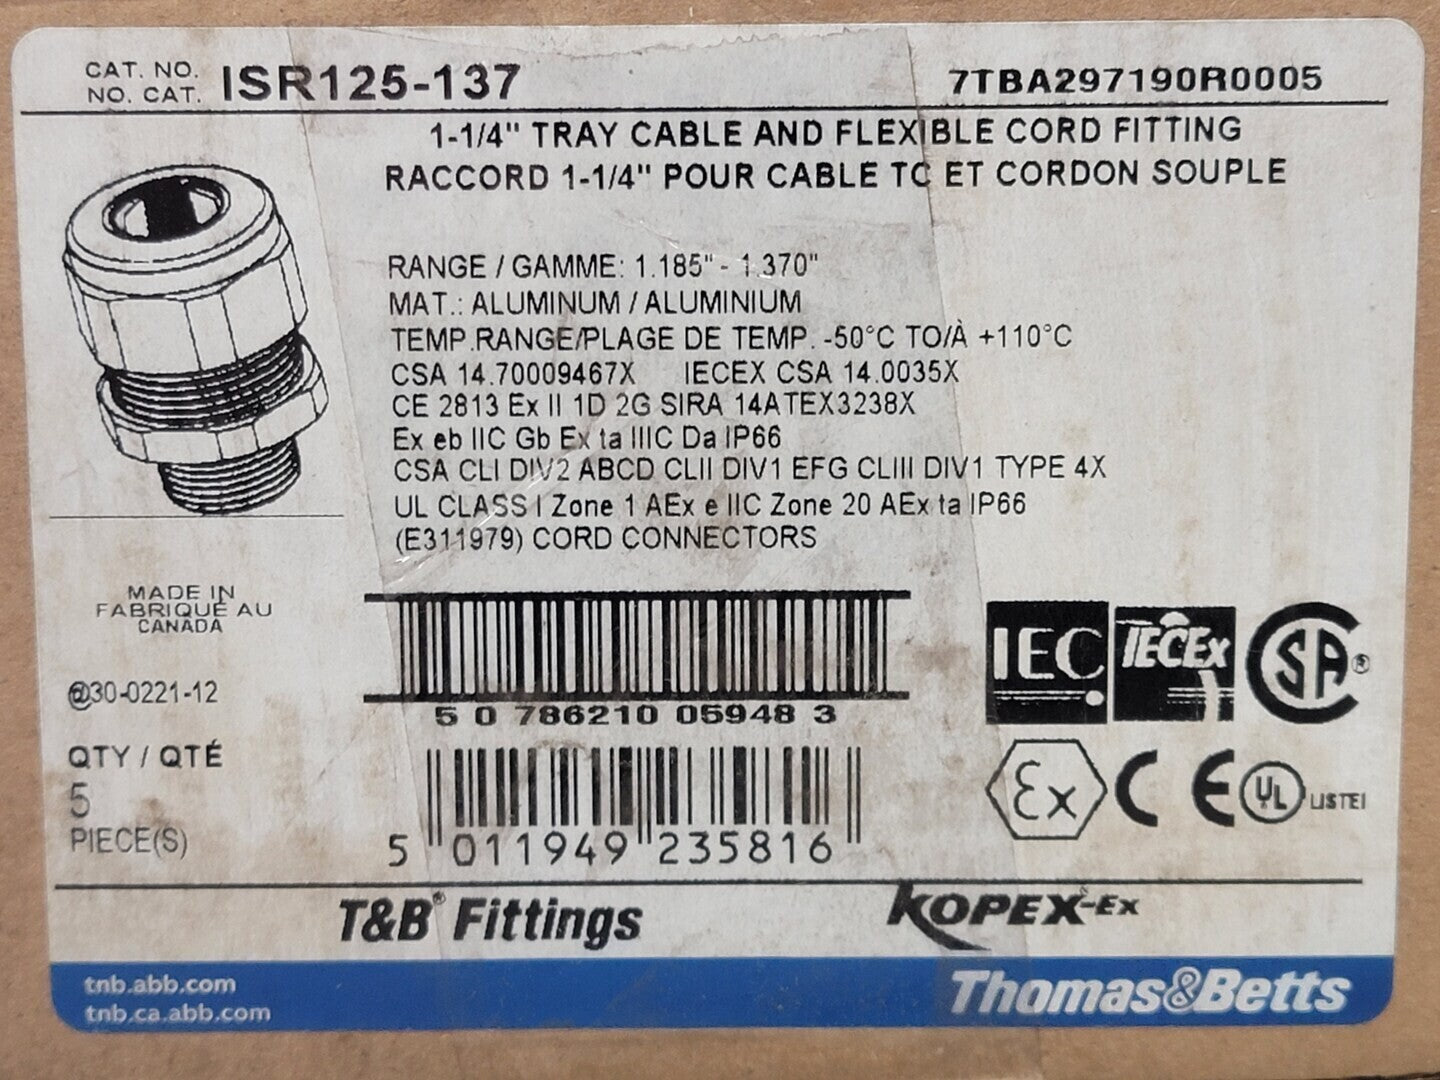 CAT. NO.
NO. CAT. ISR125-137 7TBA297190R0005
1-1/4" TRAY CABLE AND FLEXIBLE CORD FITTING
RACCORD 1-1/4" POUR CABLE TC ET CORDON SOUPLE
RANGE / GAMME: 1.185" - 1.370"
MAT.: ALUMINUM / ALUMINIUM
TEMP.RANGE/PLAGE DE TEMP. -50°C TO/À +110°C
CSA 14.70009467X IECEX CSA 14.0035X
CE 2813 Ex II 1D 2G SIRA 14ATEX3238X
Ex eb IIC Gb Ex ta IIIC Da IP66
CSA CLI DIV2 ABCD CLII DIV1 EFG CLIII DIV1 TYPE 4X
UL CLASS I Zone 1 AEx e IIC Zone 20 AEx ta IP66
(E311979) CORD CONNECTORS
MADE IN
FABRIQUÉ AU
CANADA
@30-0221-12
QTY / QTÉ
5
PIECE(S)
5 0 786210 05948 3
5 011949 235816
IEC IECEx CSA®
Ex CE UL LISTE
T&B® Fittings KOPEX®-Ex
tnb.abb.com
tnb.ca.abb.com
Thomas&Betts